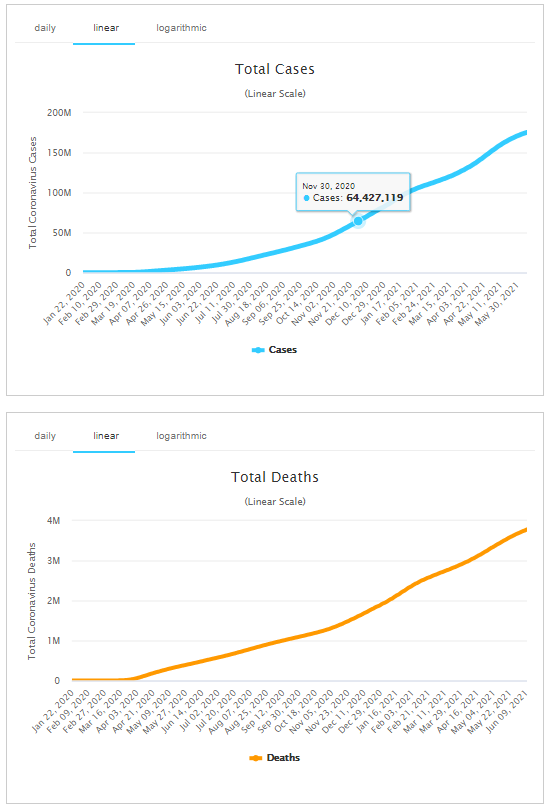 daily linear logarithmic
Total Cases
(Linear Scale)
Total Coronavirus Cases
200M
150M
100M
50M
0
Nov 30, 2020
Cases: 64,427,119
Jan 22, 2020
Feb 10, 2020
Feb 29, 2020
Mar 19, 2020
Apr 07, 2020
Apr 26, 2020
May 15, 2020
Jun 03, 2020
Jun 22, 2020
Jul 11, 2020
Jul 30, 2020
Aug 18, 2020
Sep 06, 2020
Sep 25, 2020
Oct 14, 2020
Nov 02, 2020
Nov 21, 2020
Dec 10, 2020
Dec 29, 2020
Jan 17, 2021
Feb 05, 2021
Feb 24, 2021
Mar 15, 2021
Apr 03, 2021
Apr 22, 2021
May 11, 2021
May 30, 2021
Cases
daily linear logarithmic
Total Deaths
(Linear Scale)
Total Coronavirus Deaths
4M
3M
2M
1M
0
Jan 22, 2020
Feb 09, 2020
Feb 27, 2020
Mar 16, 2020
Apr 03, 2020
Apr 21, 2020
May 09, 2020
May 27, 2020
Jun 14, 2020
Jul 02, 2020
Jul 20, 2020
Aug 07, 2020
Aug 25, 2020
Sep 12, 2020
Sep 30, 2020
Oct 18, 2020
Nov 05, 2020
Nov 23, 2020
Dec 11, 2020
Dec 29, 2020
Jan 16, 2021
Feb 03, 2021
Feb 21, 2021
Mar 11, 2021
Mar 29, 2021
Apr 16, 2021
May 04, 2021
May 22, 2021
Jun 09, 2021
Deaths